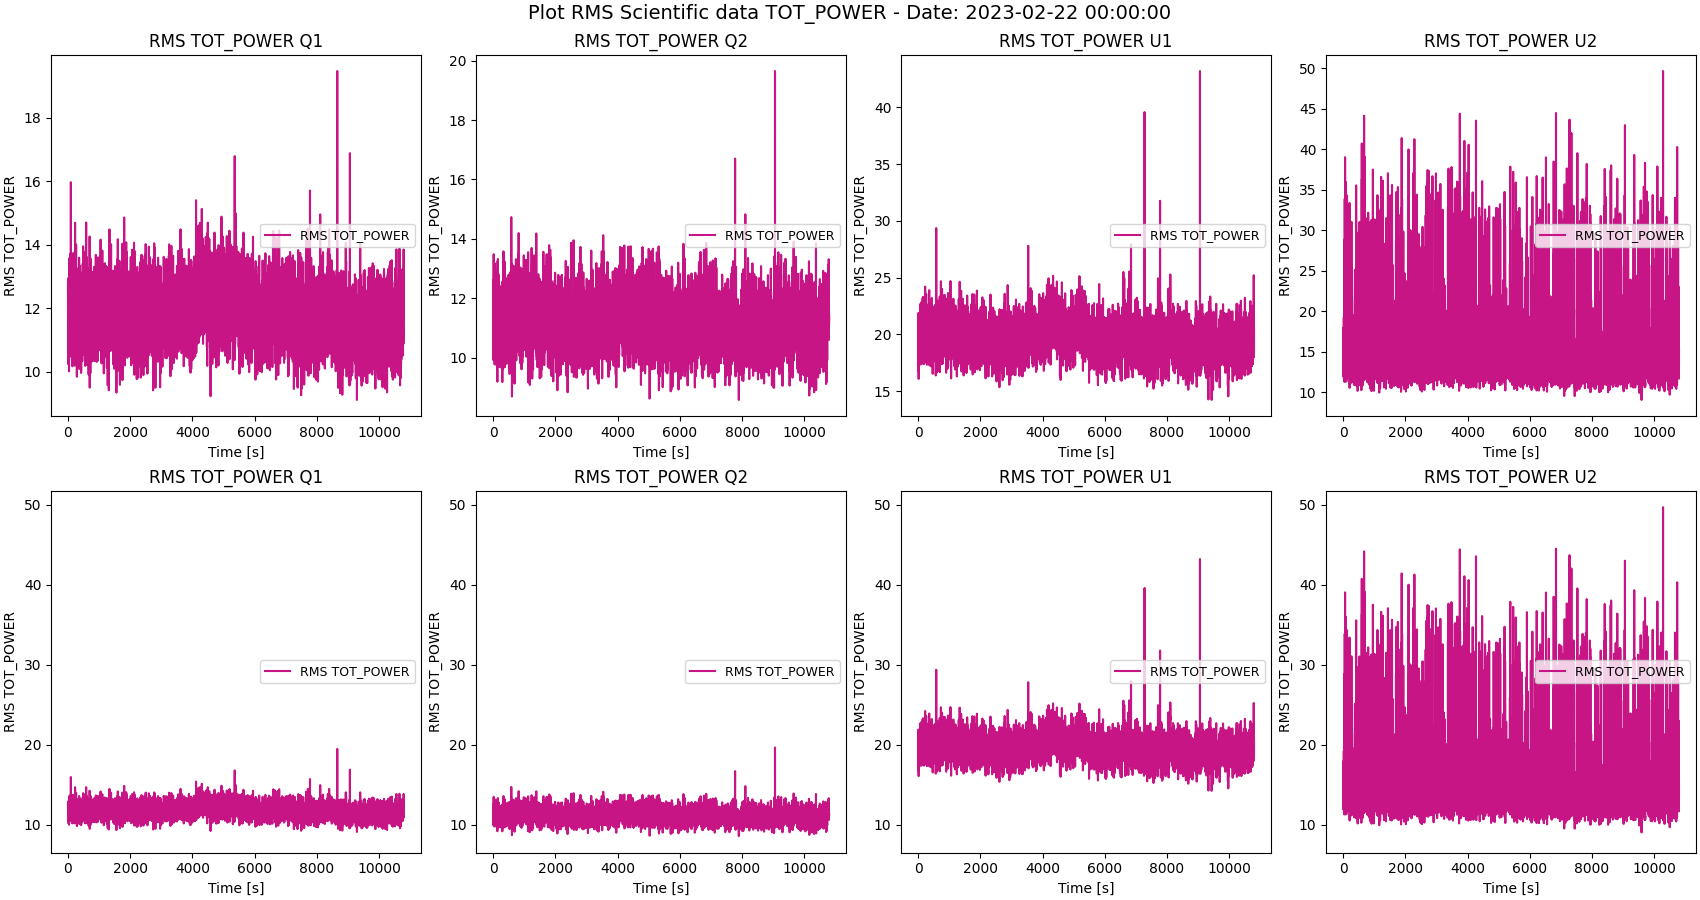 Plot RMS Scientific data TOT_POWER - Date: 2023-02-22 00:00:00
RMS TOT_POWER Q1
RMS TOT_POWER
18
16
14
12
10
RMS TOT_POWER
0 2000 4000 6000 8000 10000
Time [s]
RMS TOT_POWER Q2
RMS TOT_POWER
20
18
16
14
12
10
RMS TOT_POWER
0 2000 4000 6000 8000 10000
Time [s]
RMS TOT_POWER U1
RMS TOT_POWER
40
35
30
25
20
15
RMS TOT_POWER
0 2000 4000 6000 8000 10000
Time [s]
RMS TOT_POWER U2
RMS TOT_POWER
50
45
40
35
30
25
20
15
10
RMS TOT_POWER
0 2000 4000 6000 8000 10000
Time [s]
RMS TOT_POWER Q1
RMS TOT_POWER
50
40
30
20
10
RMS TOT_POWER
0 2000 4000 6000 8000 10000
Time [s]
RMS TOT_POWER Q2
RMS TOT_POWER
50
40
30
20
10
RMS TOT_POWER
0 2000 4000 6000 8000 10000
Time [s]
RMS TOT_POWER U1
RMS TOT_POWER
50
40
30
20
10
RMS TOT_POWER
0 2000 4000 6000 8000 10000
Time [s]
RMS TOT_POWER U2
RMS TOT_POWER
50
40
30
20
10
RMS TOT_POWER
0 2000 4000 6000 8000 10000
Time [s]